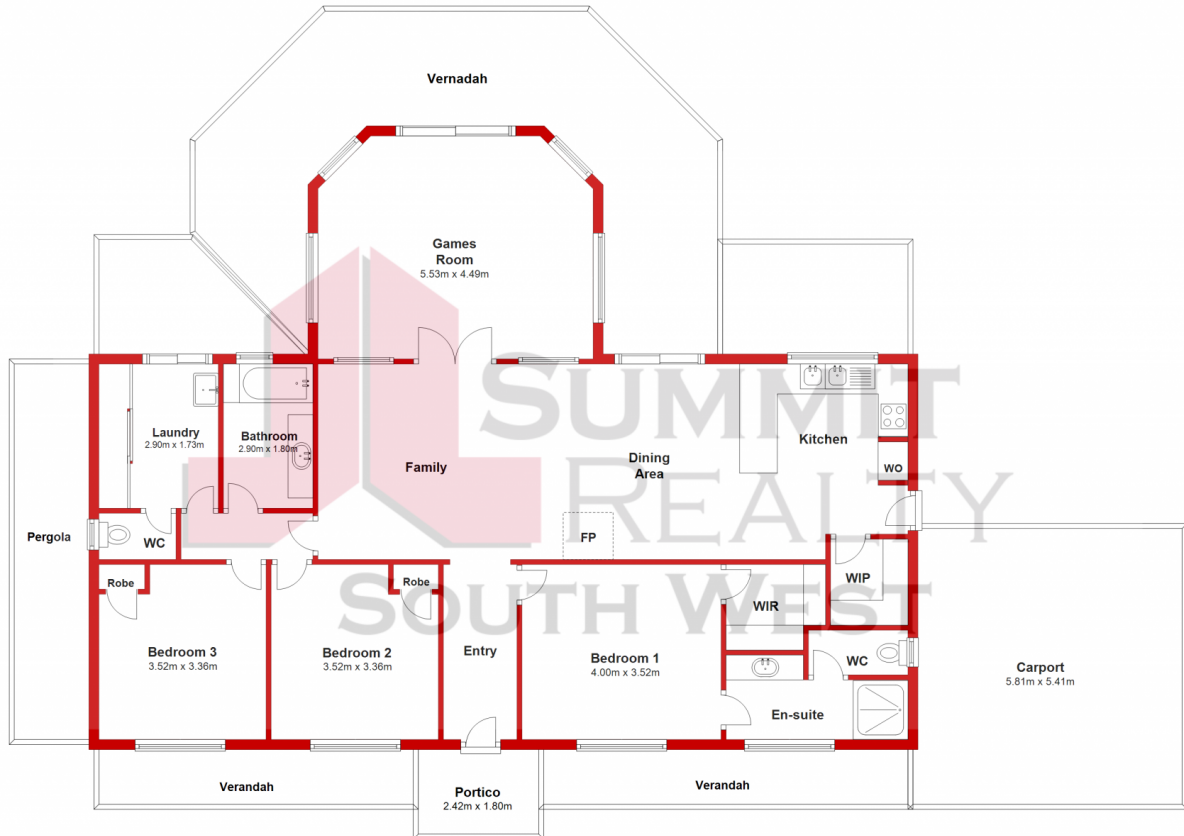 Vernadah
Games
Room
5.53m x 4.49m
SUMMIT
REALTY
SOUTH WEST
Laundry
2.90m x 1.73m
Bathroom
2.90m x 1.80m
Family
Dining
Area
Kitchen
WO
Pergola
WC
FP
WIP
Robe
Robe
WIR
Bedroom 3
3.52m x 3.36m
Bedroom 2
3.52m x 3.36m
Entry
Bedroom 1
4.00m x 3.52m
WC
En-suite
Carport
5.81m x 5.41m
Verandah
Portico
2.42m x 1.80m
Verandah